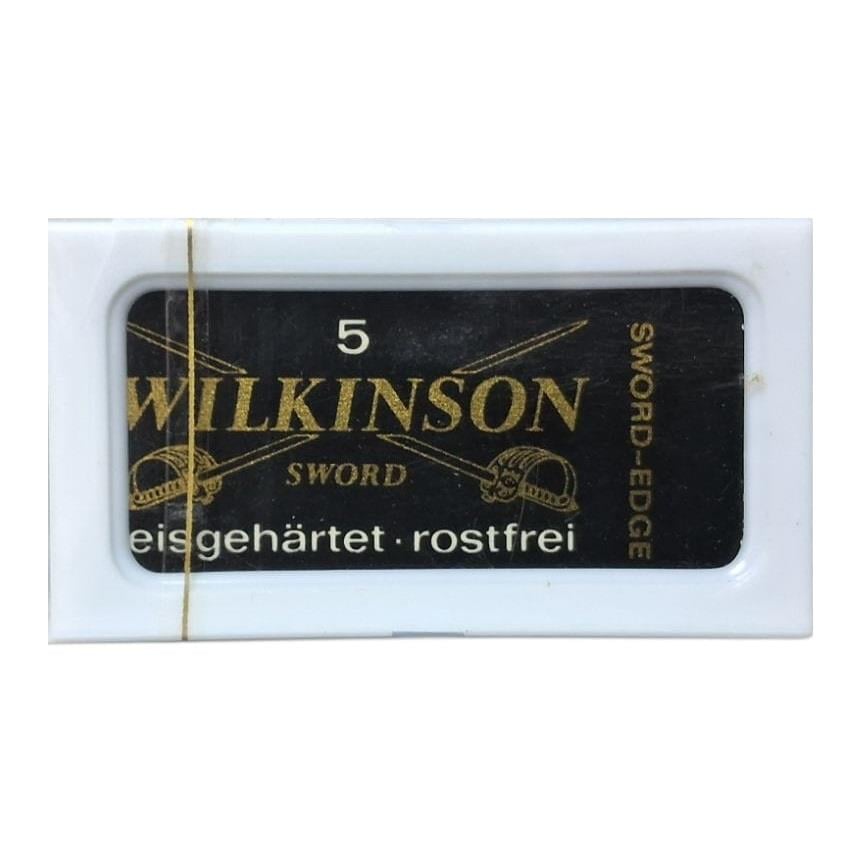 5
WILKINSON
SWORD
eisgehärtet · rostfrei
SWORD-EDGE